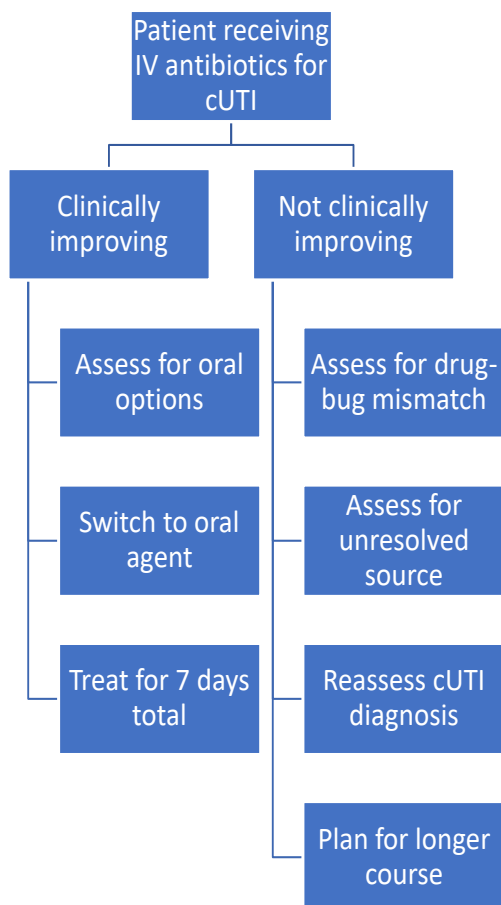 Patient receiving
IV antibiotics for
cUTI
Clinically
improving
Not clinically
improving
Assess for oral
options
Assess for drug-
bug mismatch
Switch to oral
agent
Assess for
unresolved
source
Treat for 7 days
total
Reassess cUTI
diagnosis
Plan for longer
course